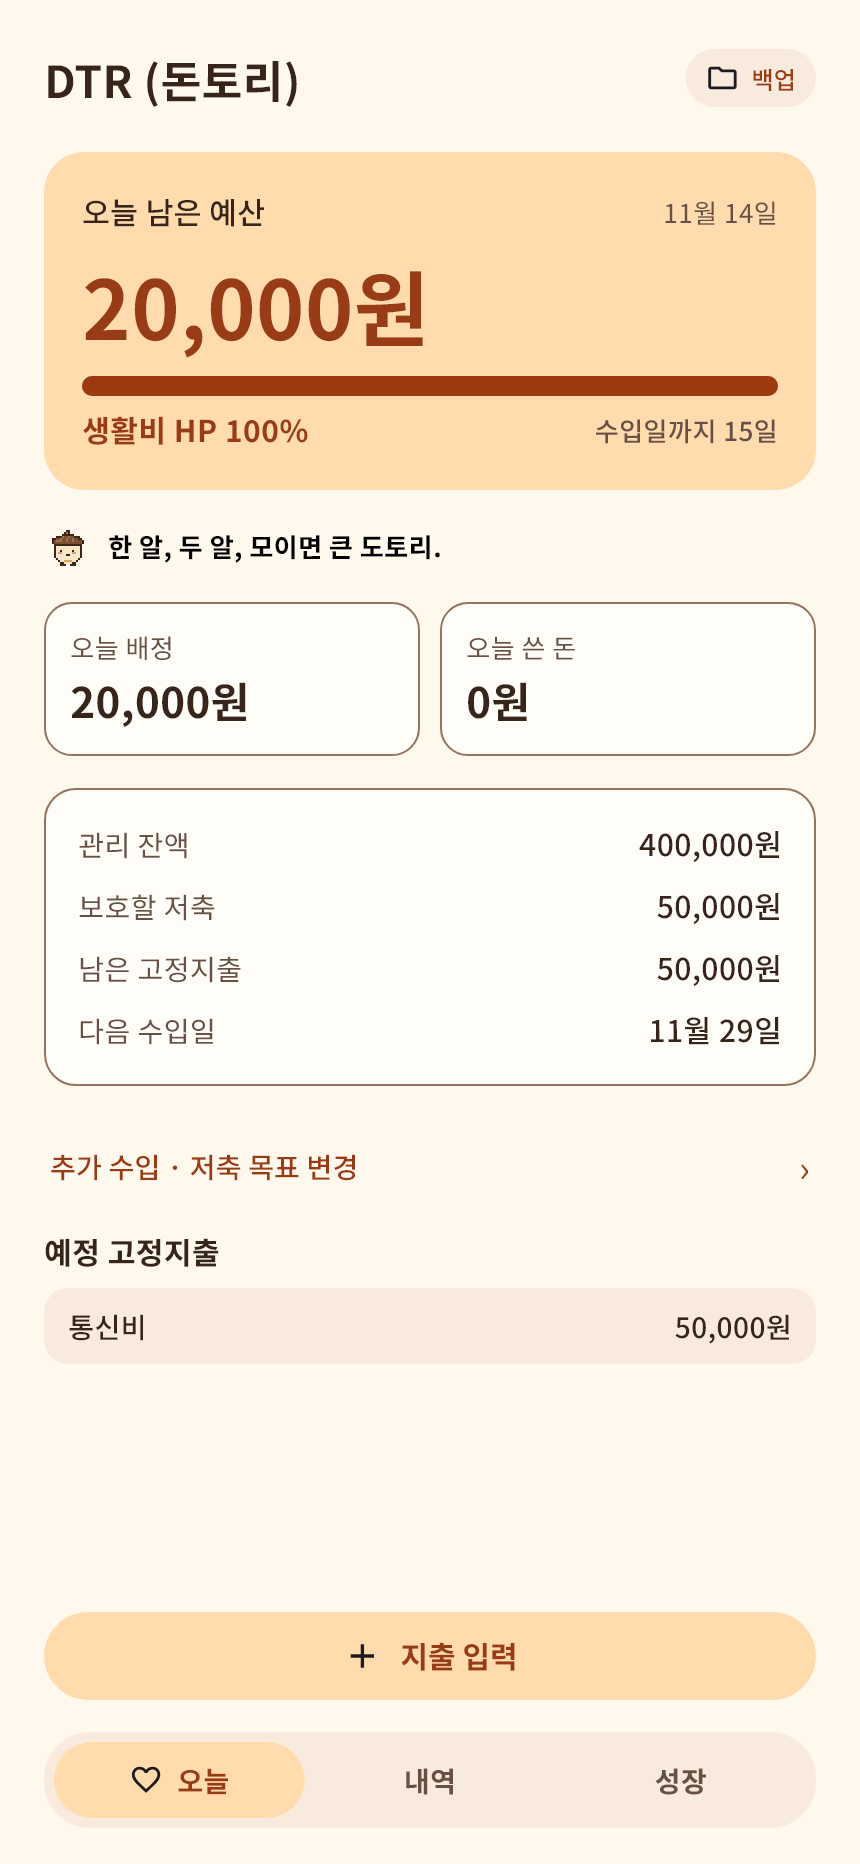 DTR (돈토리)
백업
오늘 남은 예산
11월 14일
20,000원
생활비 HP 100%
수입일까지 15일
한 알, 두 알, 모이면 큰 도토리.
오늘 배정
20,000원
오늘 쓴 돈
0원
관리 잔액 400,000원
보호할 저축 50,000원
남은 고정지출 50,000원
다음 수입일 11월 29일
추가 수입 · 저축 목표 변경 ›
예정 고정지출
통신비 50,000원
+ 지출 입력
오늘 내역 성장